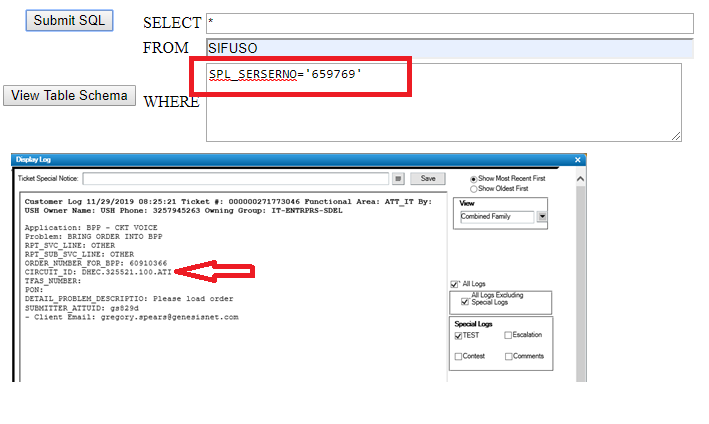 Submit SQL
SELECT *
FROM SIFUSO
SPL_SERSERNO='659769'
View Table Schema
WHERE
Display Log
Ticket Special Notice:
Save
Show Most Recent First
Show Oldest First
Customer Log 11/29/2019 08:25:21 Ticket #: 000000271773046 Functional Area: ATT_IT By:
USH Owner Name: USH Phone: 3257945263 Owning Group: IT-ENTRPRS-SDEL
Application: BPP - CKT VOICE
Problem: BRING ORDER INTO BPP
RPT_SVC_LINE: OTHER
RPT_SUB_SVC_LINE: OTHER
ORDER_NUMBER_FOR_BPP: 60910366
CIRCUIT_ID: DHEC.325521.100.ATI
TFAS_NUMBER:
PON:
DETAIL_PROBLEM_DESCRIPTIO: Please load order
SUBMITTER_ATTUID: gs829d
- Client Email: gregory.spears@genesisnet.com
View
Combined Family
* All Logs
All Logs Excluding
Special Logs
Special Logs
TEST
Escalation
Contest
Comments